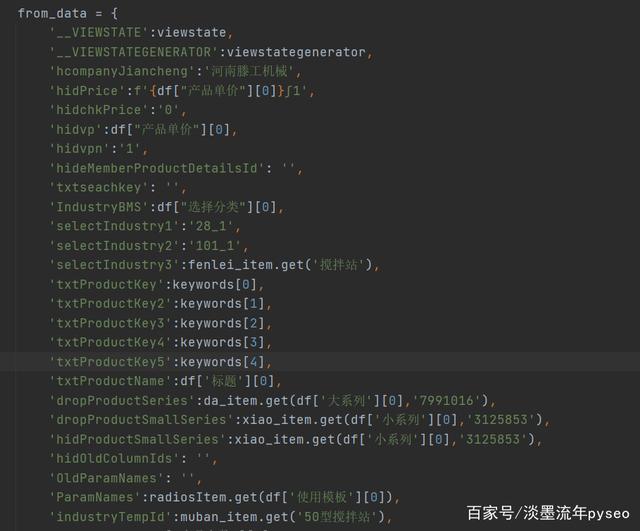 from_data = {
'__VIEWSTATE':viewstate,
'__VIEWSTATEGENERATOR':viewstategenerator,
'hcompanyJiancheng':'河南滕工机械',
'hidPrice':f'{df["产品单价"][0]}∫1',
'hidchkPrice':'0',
'hidvp':df["产品单价"][0],
'hidvpn':'1',
'hideMemberProductDetailsId': '',
'txtseachkey': '',
'IndustryBMS':df["选择分类"][0],
'selectIndustry1':'28_1',
'selectIndustry2':'101_1',
'selectIndustry3':fenlei_item.get('搅拌站'),
'txtProductKey':keywords[0],
'txtProductKey2':keywords[1],
'txtProductKey3':keywords[2],
'txtProductKey4':keywords[3],
'txtProductKey5':keywords[4],
'txtProductName':df['标题'][0],
'dropProductSeries':da_item.get(df['大系列'][0],'7991016'),
'dropProductSmallSeries':xiao_item.get(df['小系列'][0],'3125853'),
'hidProductSmallSeries':xiao_item.get(df['小系列'][0],'3125853'),
'hidOldColumnIds': '',
'OldParamNames': '',
'ParamNames':radiosItem.get(df['使用模板'][0]),
'industryTempId':muban_item.get('50型搅拌站'),
百家号/淡墨流年pyseo